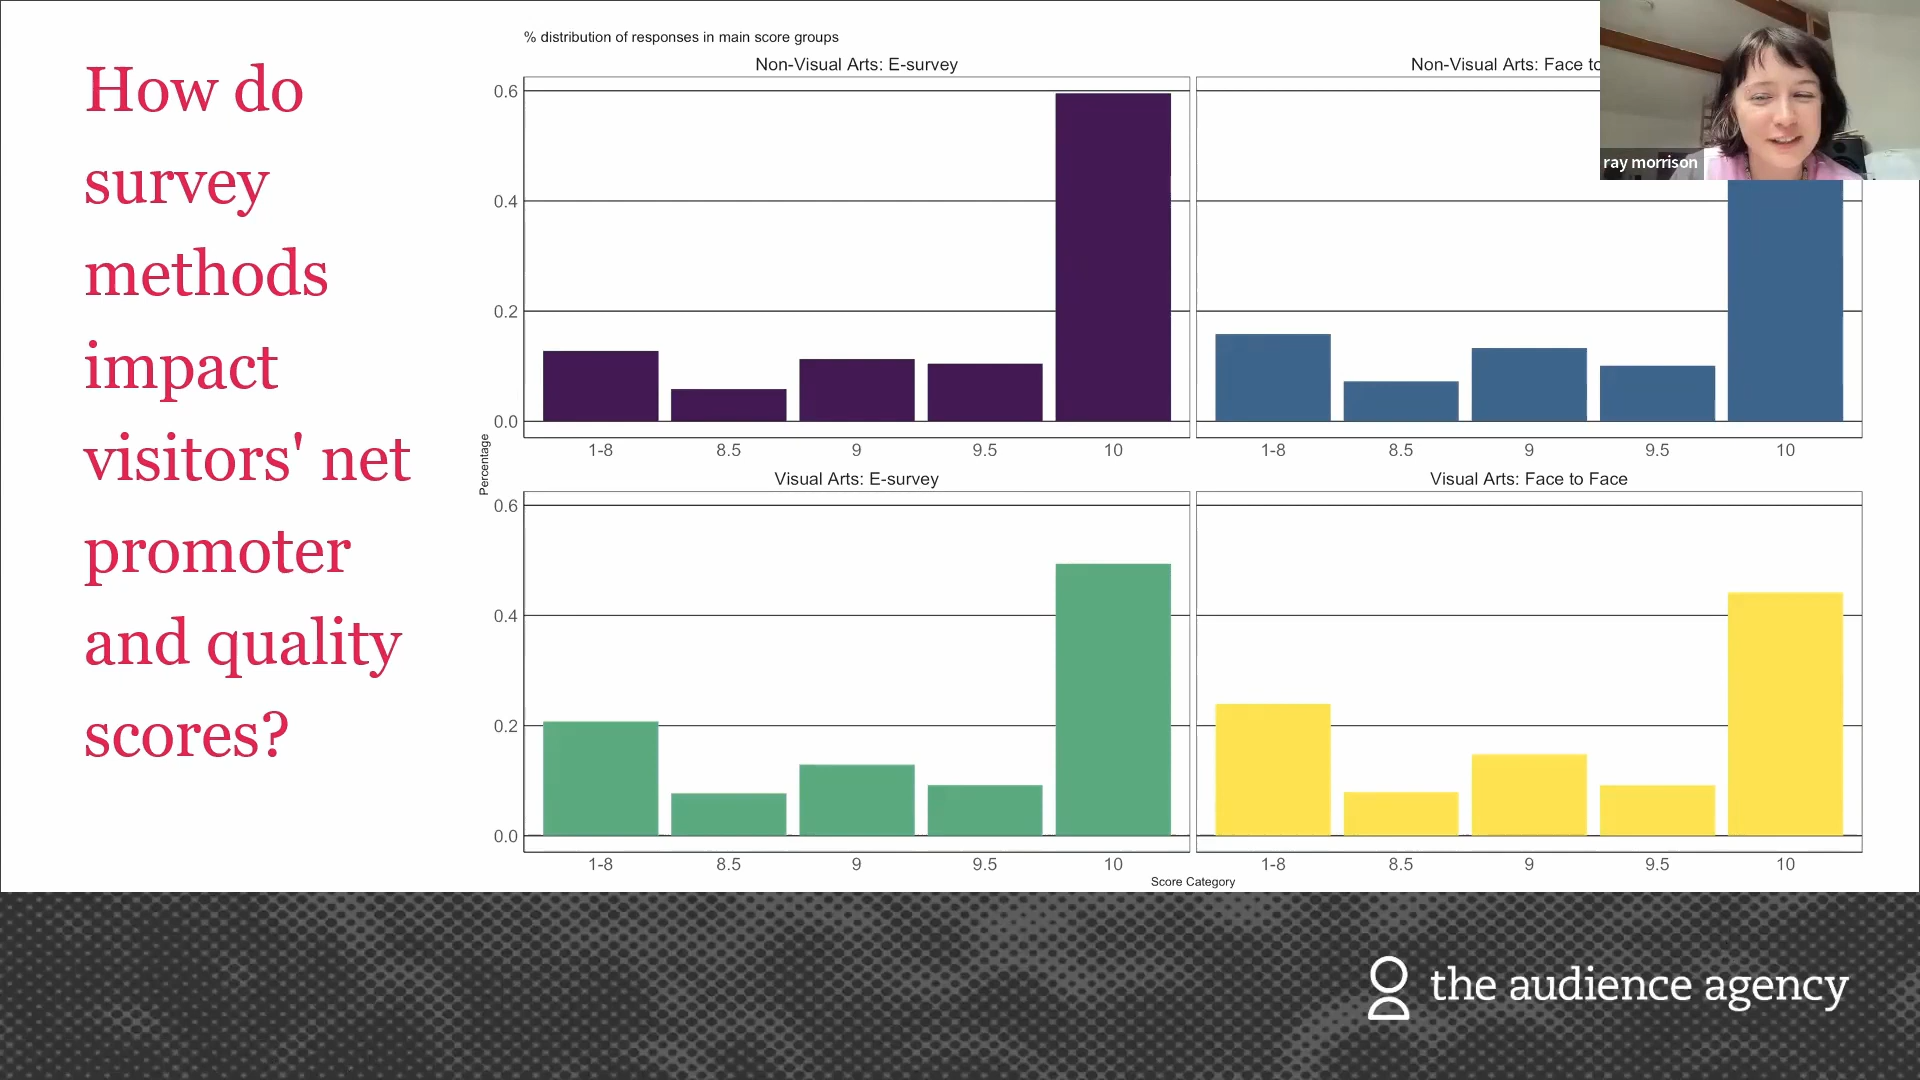 How do
survey
methods
impact
visitors' net
promoter
and quality
scores?
% distribution of responses in main score groups
Non-Visual Arts: E-survey
Non-Visual Arts: Face to
ray morrison
0.6
0.4
0.2
0.0
1-8 8.5 9 9.5 10
1-8 8.5 9 9.5 10
Percentage
Visual Arts: E-survey
Visual Arts: Face to Face
0.6
0.4
0.2
0.0
1-8 8.5 9 9.5 10
1-8 8.5 9 9.5 10
Score Category
the audience agency